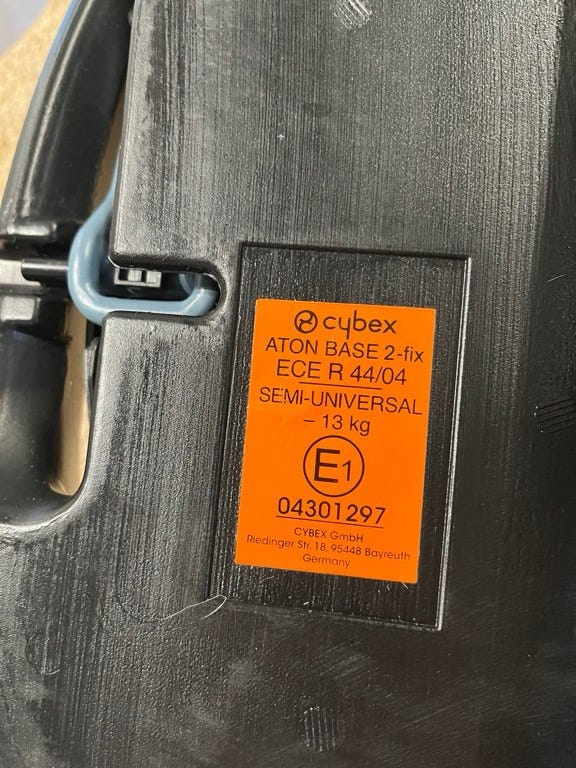 cybex
ATON BASE 2-fix
ECE R 44/04
SEMI-UNIVERSAL
– 13 kg
E1
04301297
CYBEX GmbH
Riedinger Str. 18, 95448 Bayreuth
Germany